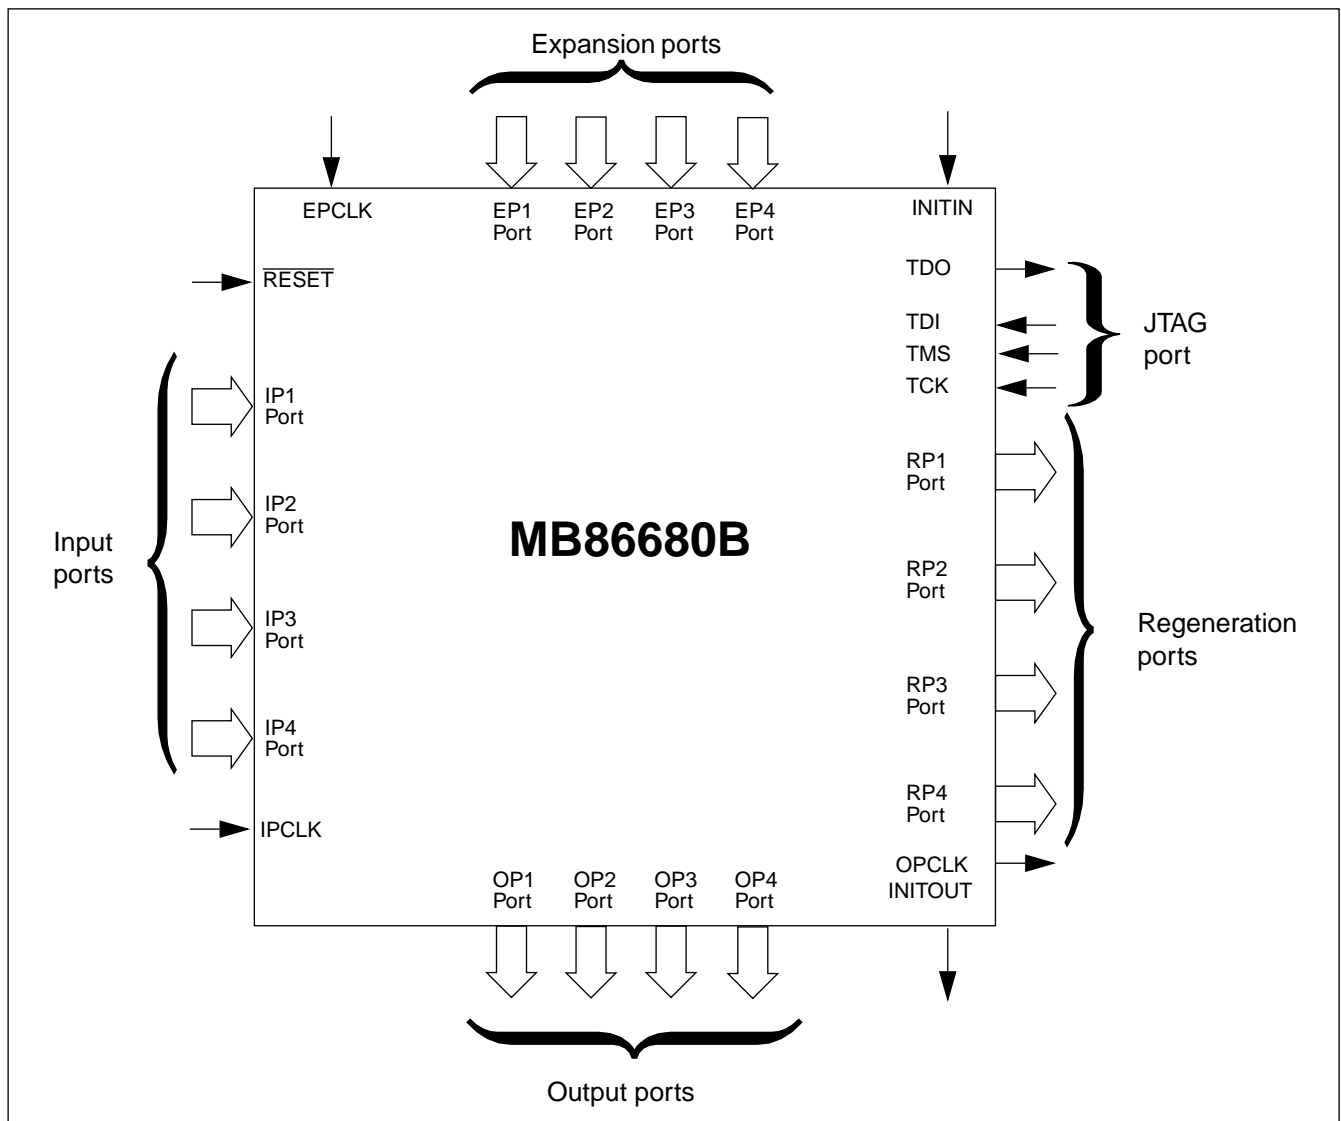 Expansion ports
EPCLK
EP1
Port
EP2
Port
EP3
Port
EP4
Port
INITIN
RESET
TDO
TDI
TMS
TCK
JTAG
port
Input
ports
IP1
Port
IP2
Port
IP3
Port
IP4
Port
IPCLK
MB86680B
RP1
Port
RP2
Port
RP3
Port
RP4
Port
Regeneration
ports
OPCLK
INITOUT
OP1
Port
OP2
Port
OP3
Port
OP4
Port
Output ports